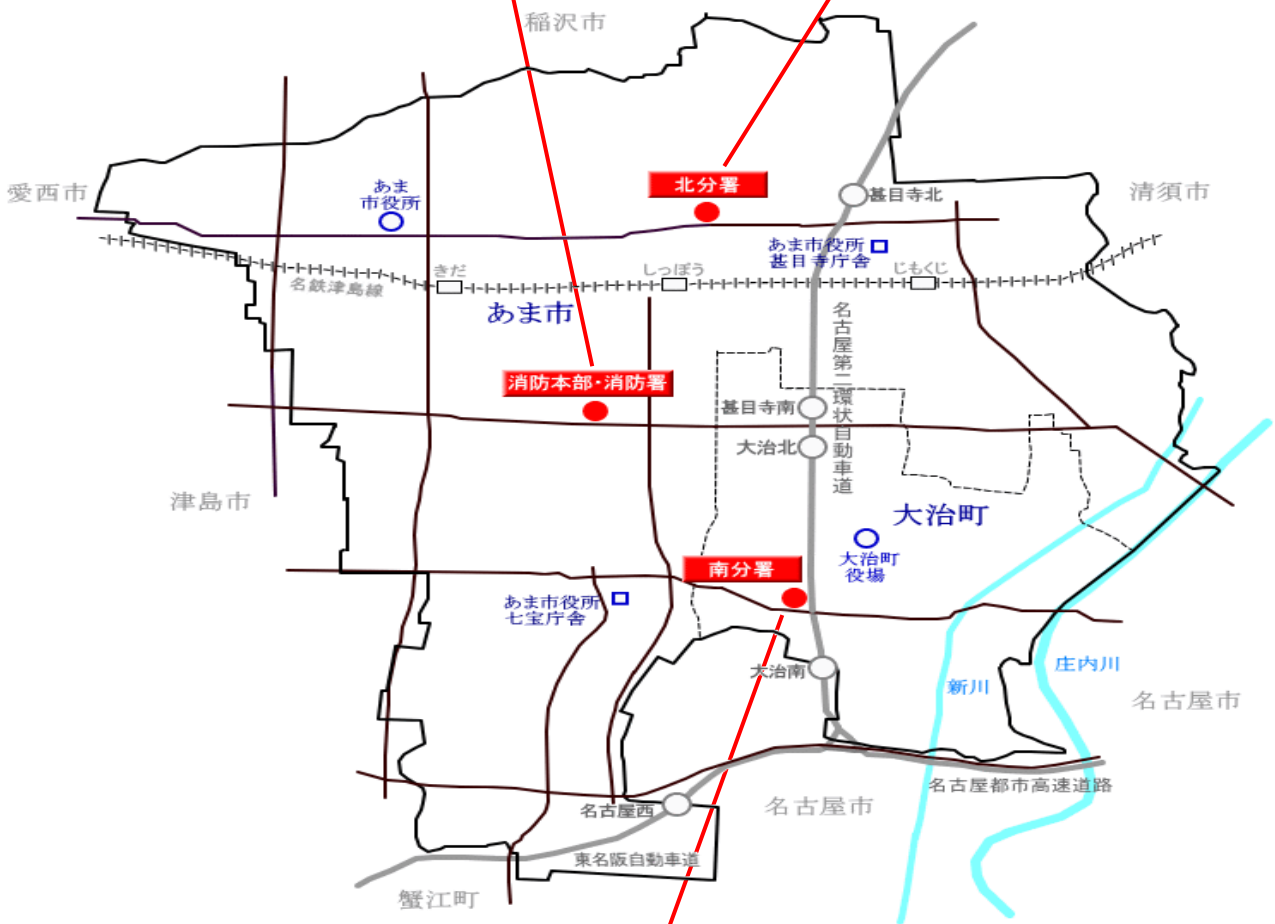 稲沢市
愛西市
あま
市役所
北分署
甚目寺北
清須市
あま市役所
甚目寺庁舎
きだ
しっぽう
じもくじ
名鉄津島線
あま市
名古屋第二環状自動車道
消防本部・消防署
甚目寺南
大治北
津島市
大治町
大治町
役場
南分署
あま市役所
七宝庁舎
大治南
新川
庄内川
名古屋市
名古屋都市高速道路
名古屋西
名古屋市
東名阪自動車道
蟹江町